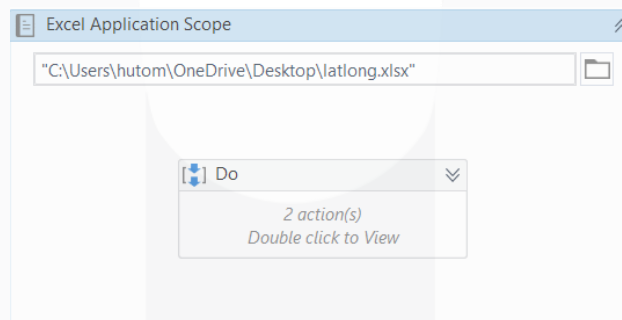 Excel Application Scope
"C:\Users\hutom\OneDrive\Desktop\latlong.xlsx"
Do
2 action(s)
Double click to View